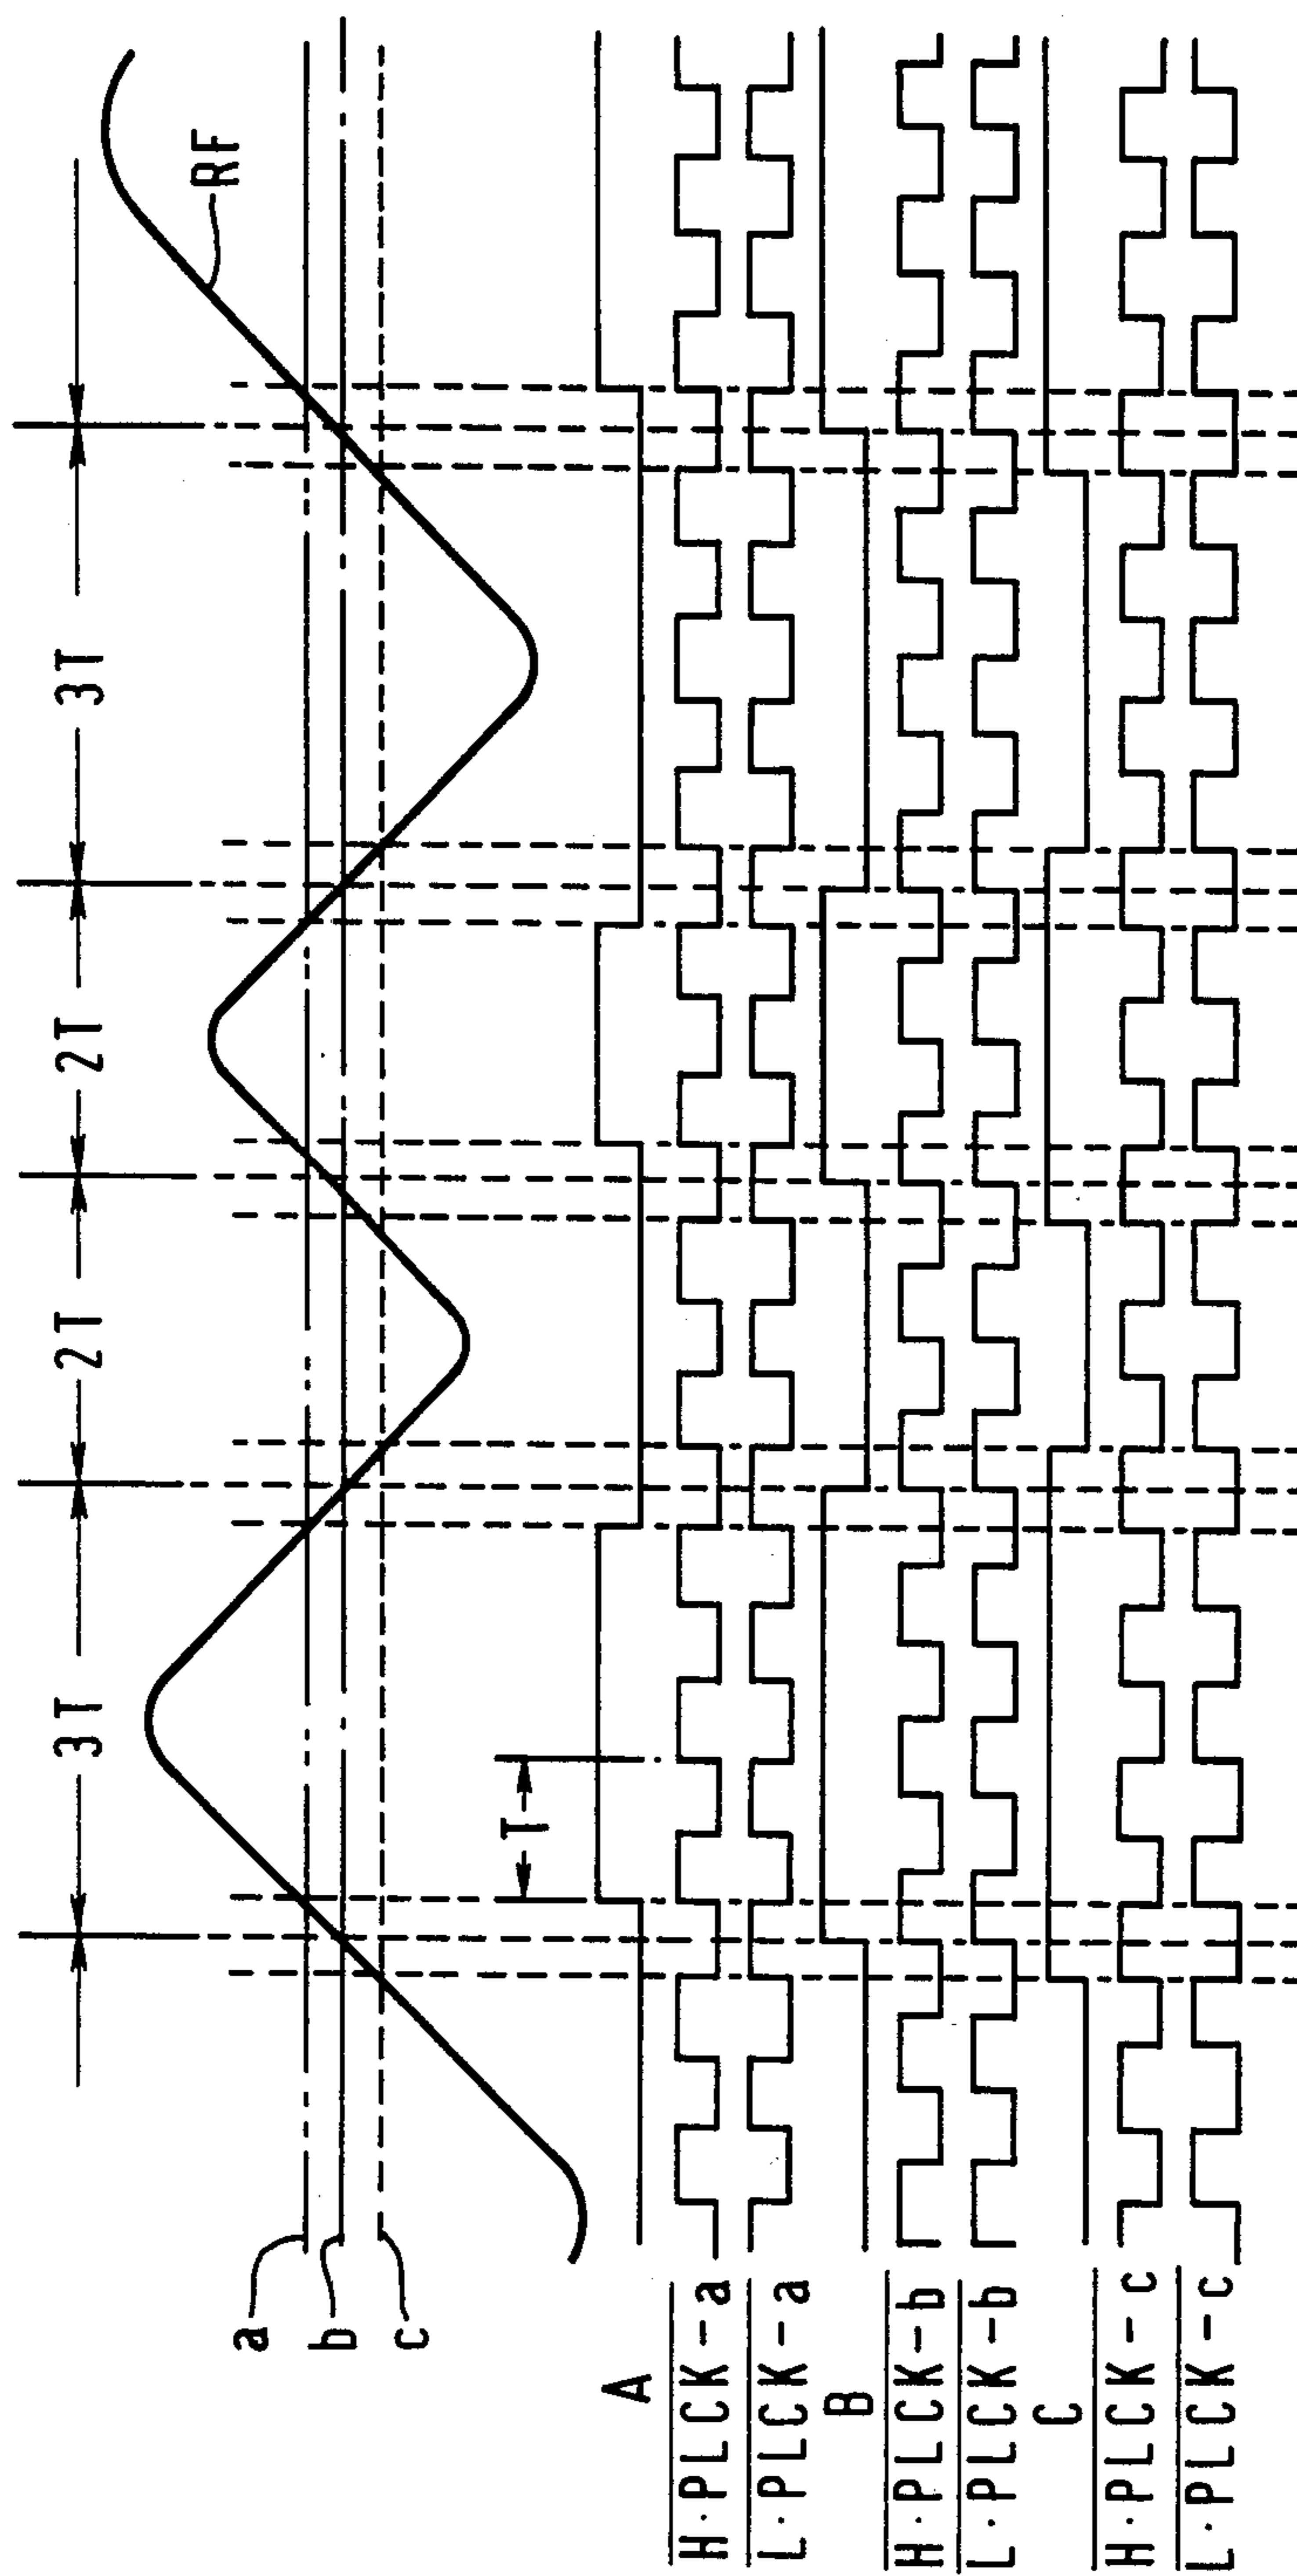 3T
2T
2T
3T
RF
a
b
c
T
A
H·PLCK-a
L·PLCK-a
B
H·PLCK-b
L·PLCK-b
C
H·PLCK-c
L·PLCK-c